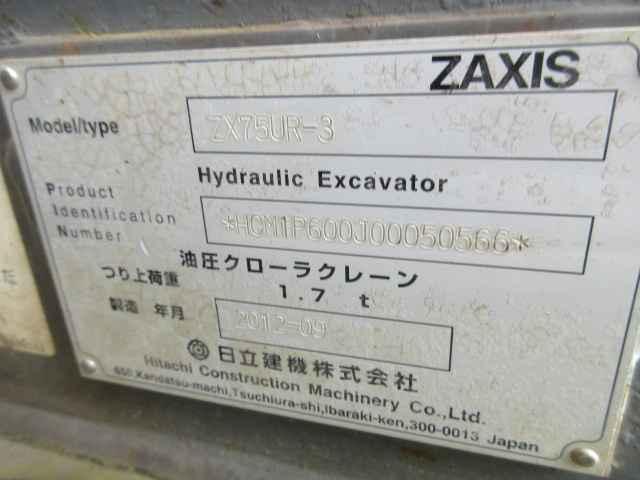 ZAXIS
Model/type ZX75UR-3
Hydraulic Excavator
Product Identification Number *HCM1P600J00050566*
油圧クローラクレーン
つり上荷重 1.7 t
製造 年月 2012-09
日立建機株式会社
Hitachi Construction Machinery Co.,Ltd.
650,Kandatsu-machi,Tsuchiura-shi,Ibaraki-ken,300-0013 Japan